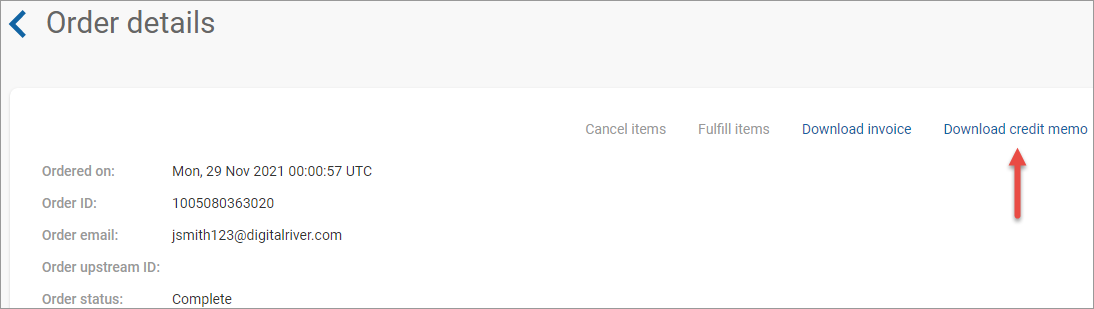 Order details
Cancel items Fulfill items Download invoice Download credit memo
Ordered on: Mon, 29 Nov 2021 00:00:57 UTC
Order ID: 1005080363020
Order email: jsmith123@digitalriver.com
Order upstream ID:
Order status: Complete